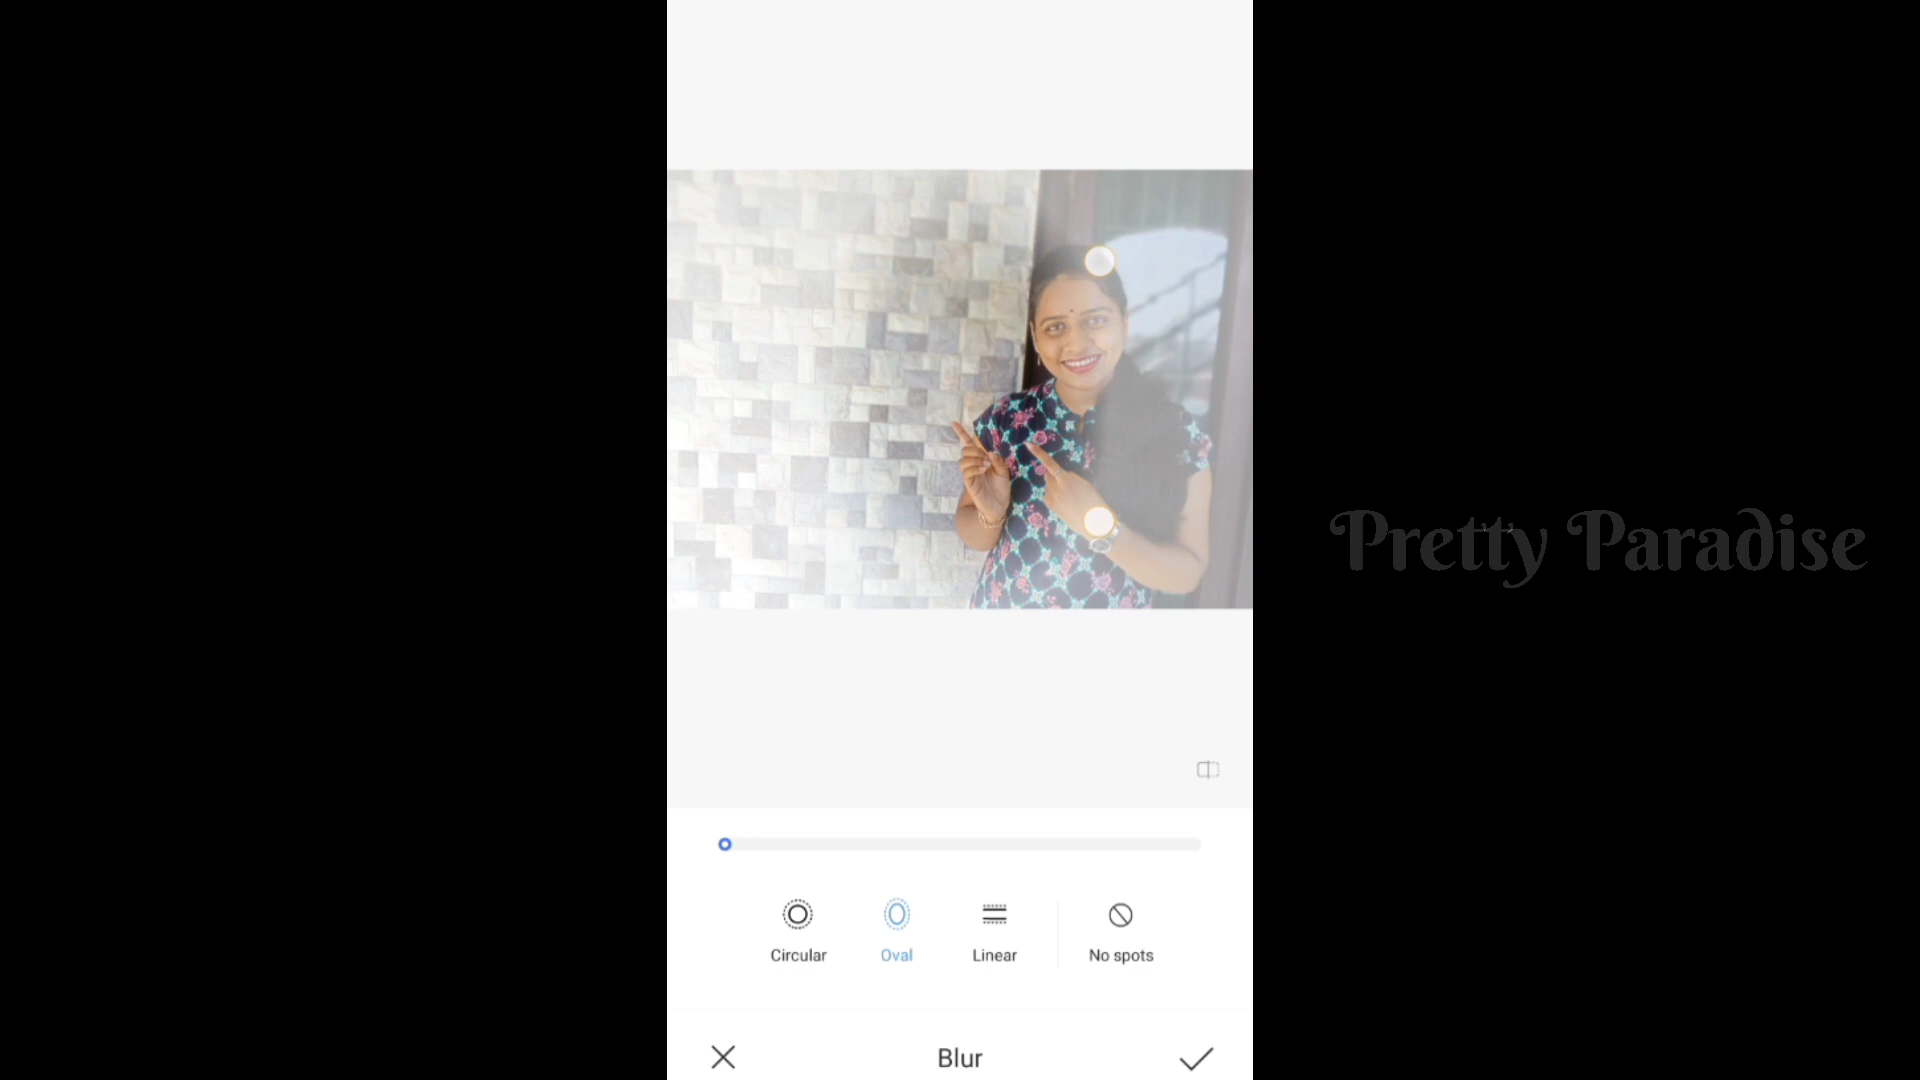 Pretty Paradise
Circular
Oval
Linear
No spots
Blur